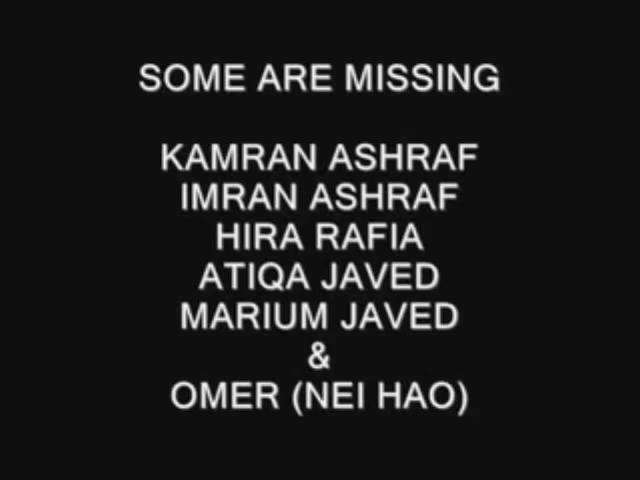 SOME ARE MISSING
KAMRAN ASHRAF
IMRAN ASHRAF
HIRA RAFIA
ATIQA JAVED
MARIUM JAVED
&
OMER (NEI HAO)